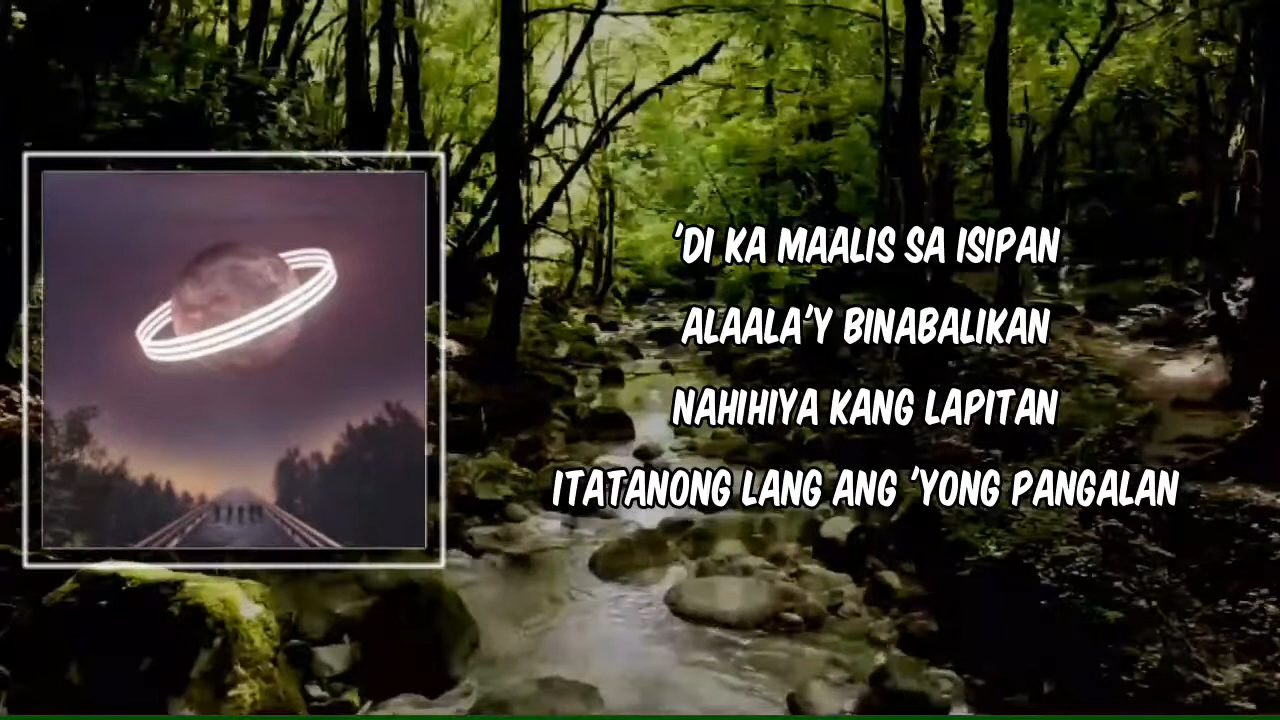 'DI KA MAALIS SA ISIPAN
ALAALA'Y BINABALIKAN
NAHIHIYA KANG LAPITAN
ITATANONG LANG ANG 'YONG PANGALAN